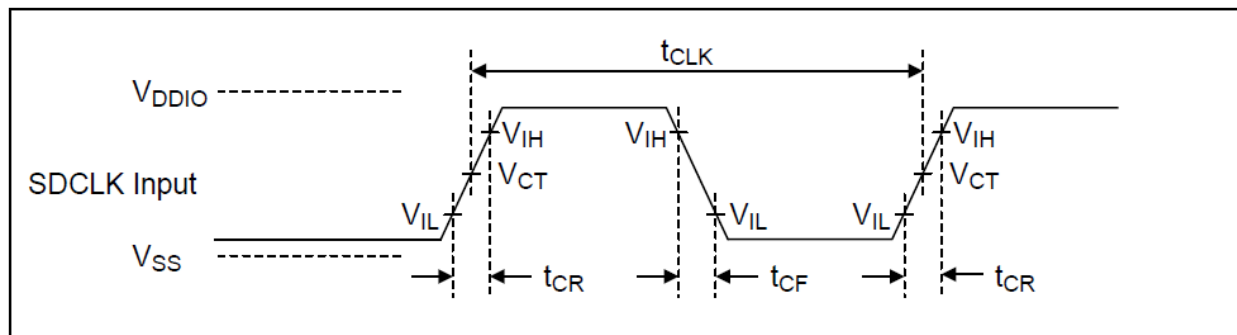 tCLK
VDDIO
VIH VIH VIH
SDCLK Input VCT VCT
VIL VIL VIL
VSS
tCR tCF tCR